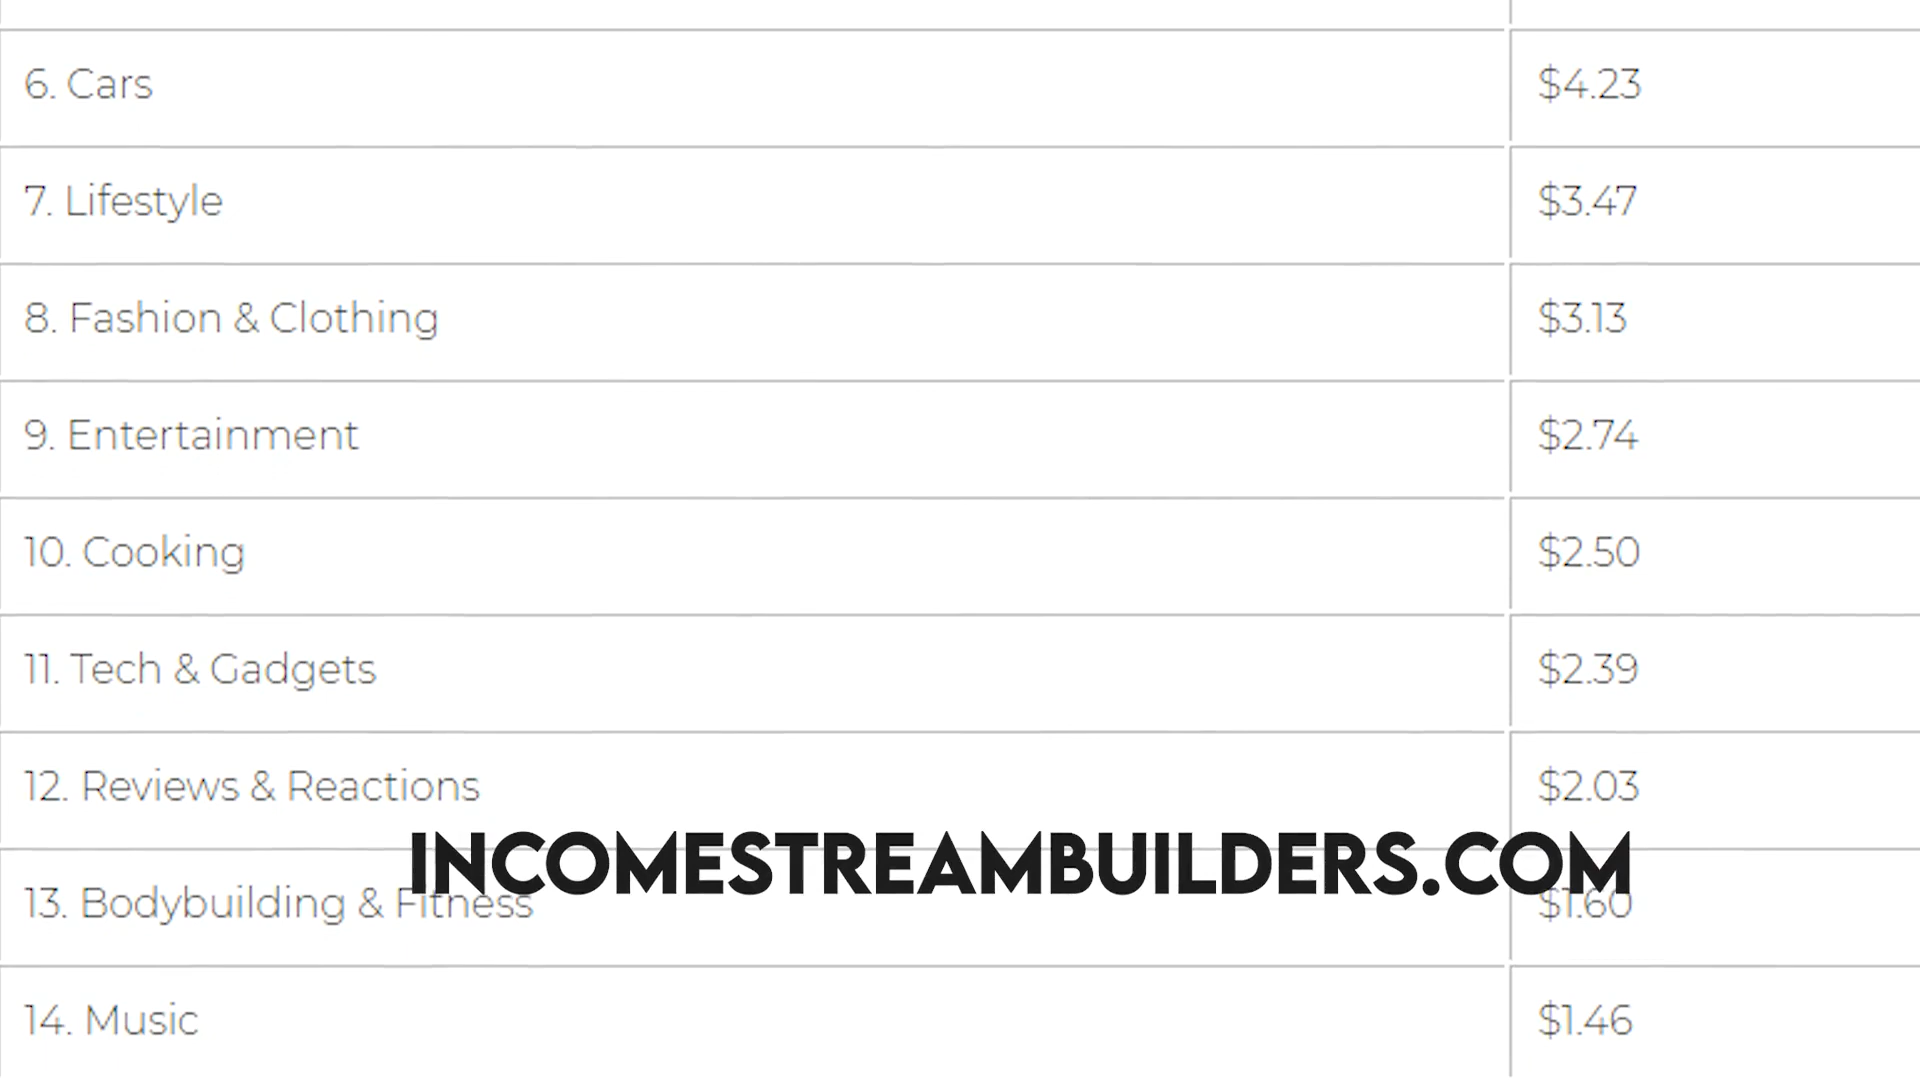 6. Cars $4.23
7. Lifestyle $3.47
8. Fashion & Clothing $3.13
9. Entertainment $2.74
10. Cooking $2.50
11. Tech & Gadgets $2.39
12. Reviews & Reactions $2.03
INCOMESTREAMBUILDERS.COM
13. Bodybuilding & Fitness $1.60
14. Music $1.46